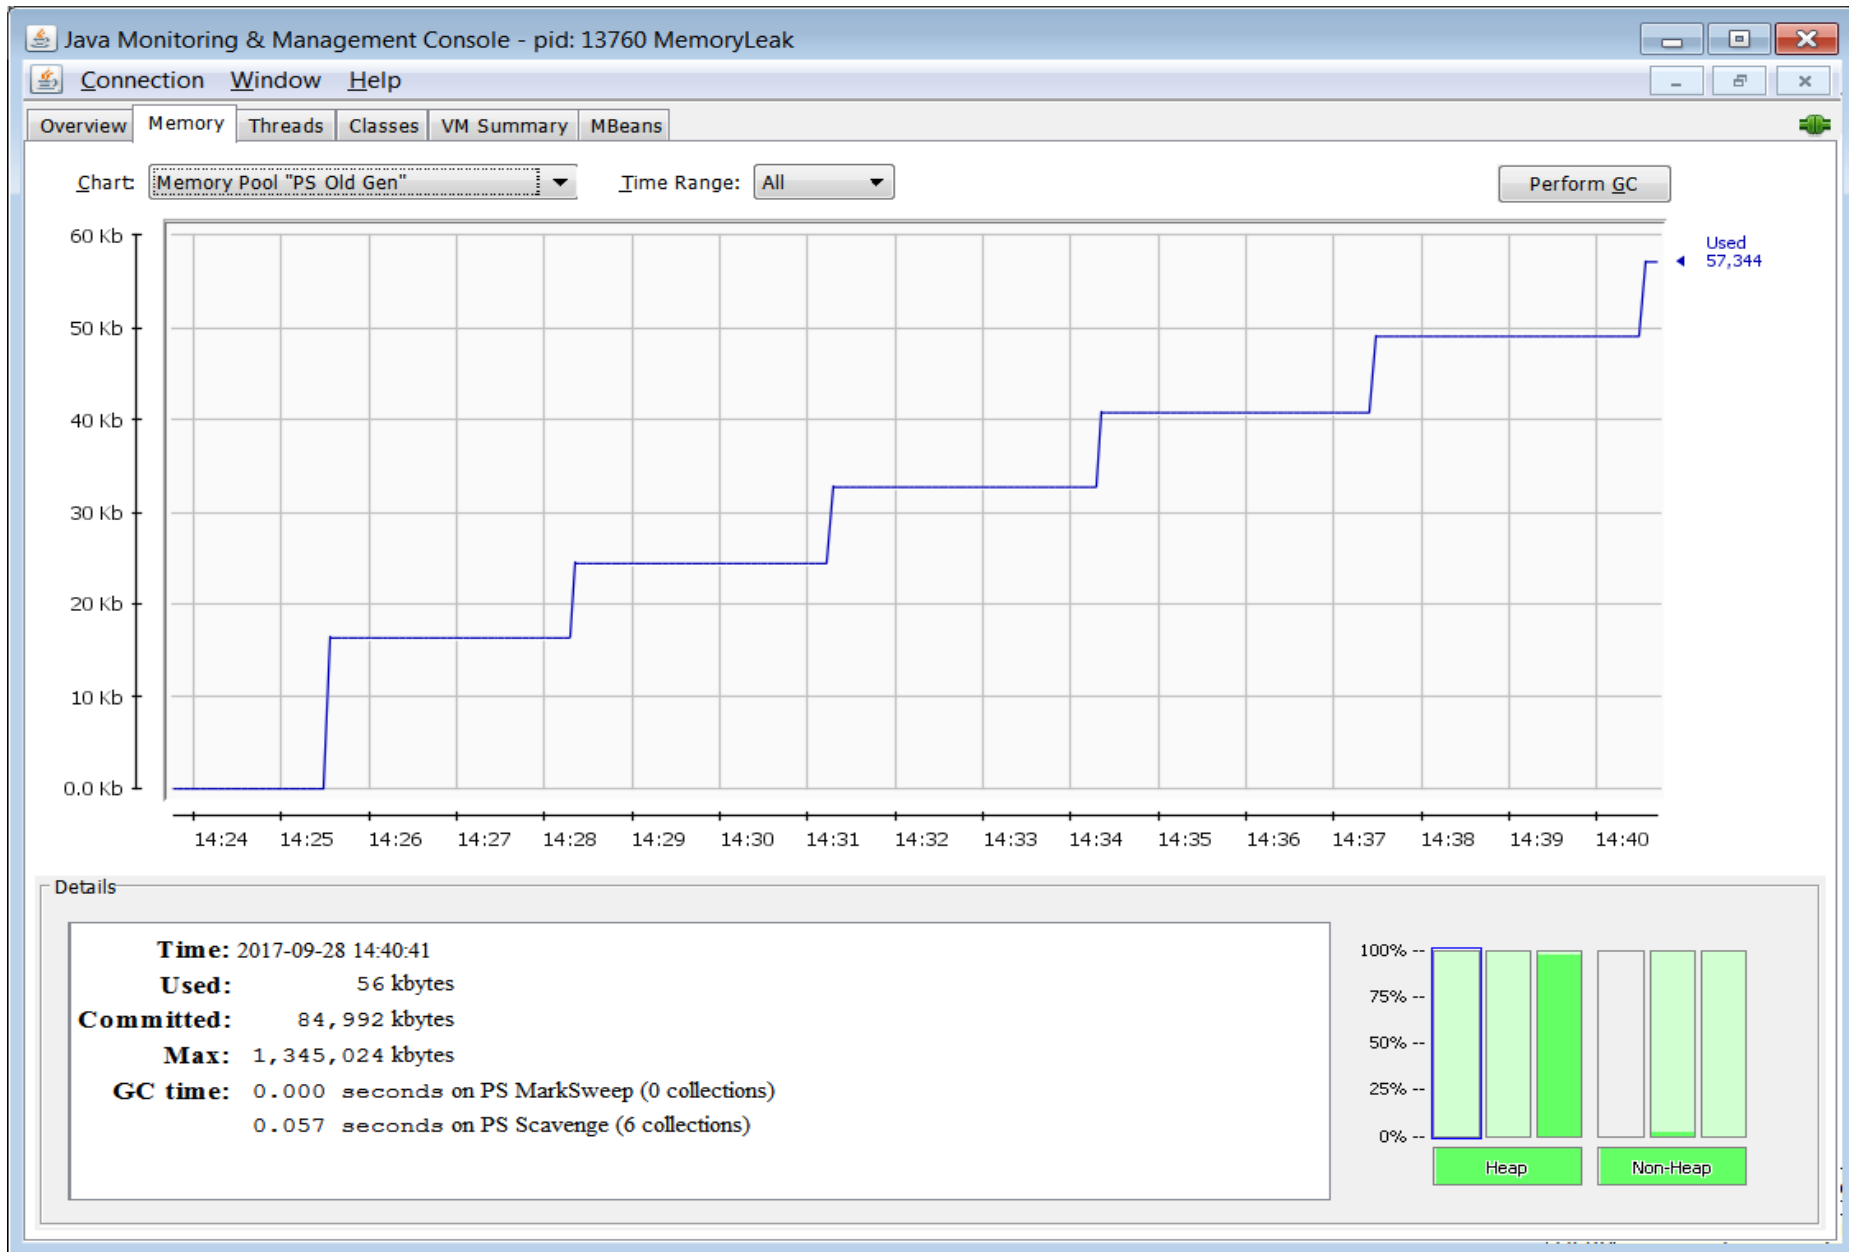 Java Monitoring & Management Console - pid: 13760 MemoryLeak
Connection Window Help
Overview Memory Threads Classes VM Summary MBeans
Chart: Memory Pool "PS Old Gen" Time Range: All Perform GC
60 Kb
Used
57,344
50 Kb
40 Kb
30 Kb
20 Kb
10 Kb
0.0 Kb
14:24 14:25 14:26 14:27 14:28 14:29 14:30 14:31 14:32 14:33 14:34 14:35 14:36 14:37 14:38 14:39 14:40
Details
Time: 2017-09-28 14:40:41
Used: 56 kbytes
Committed: 84,992 kbytes
Max: 1,345,024 kbytes
GC time: 0.000 seconds on PS MarkSweep (0 collections)
0.057 seconds on PS Scavenge (6 collections)
100% --
75% --
50% --
25% --
0% --
Heap Non-Heap